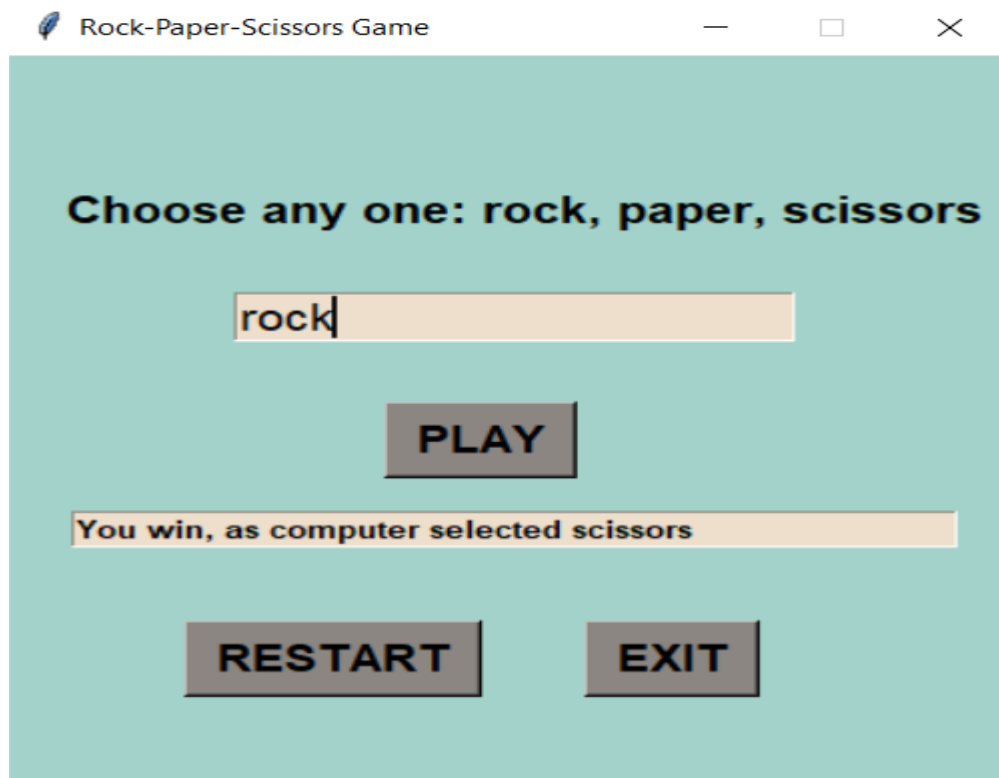 Rock-Paper-Scissors Game
Choose any one: rock, paper, scissors
rock
PLAY
You win, as computer selected scissors
RESTART EXIT